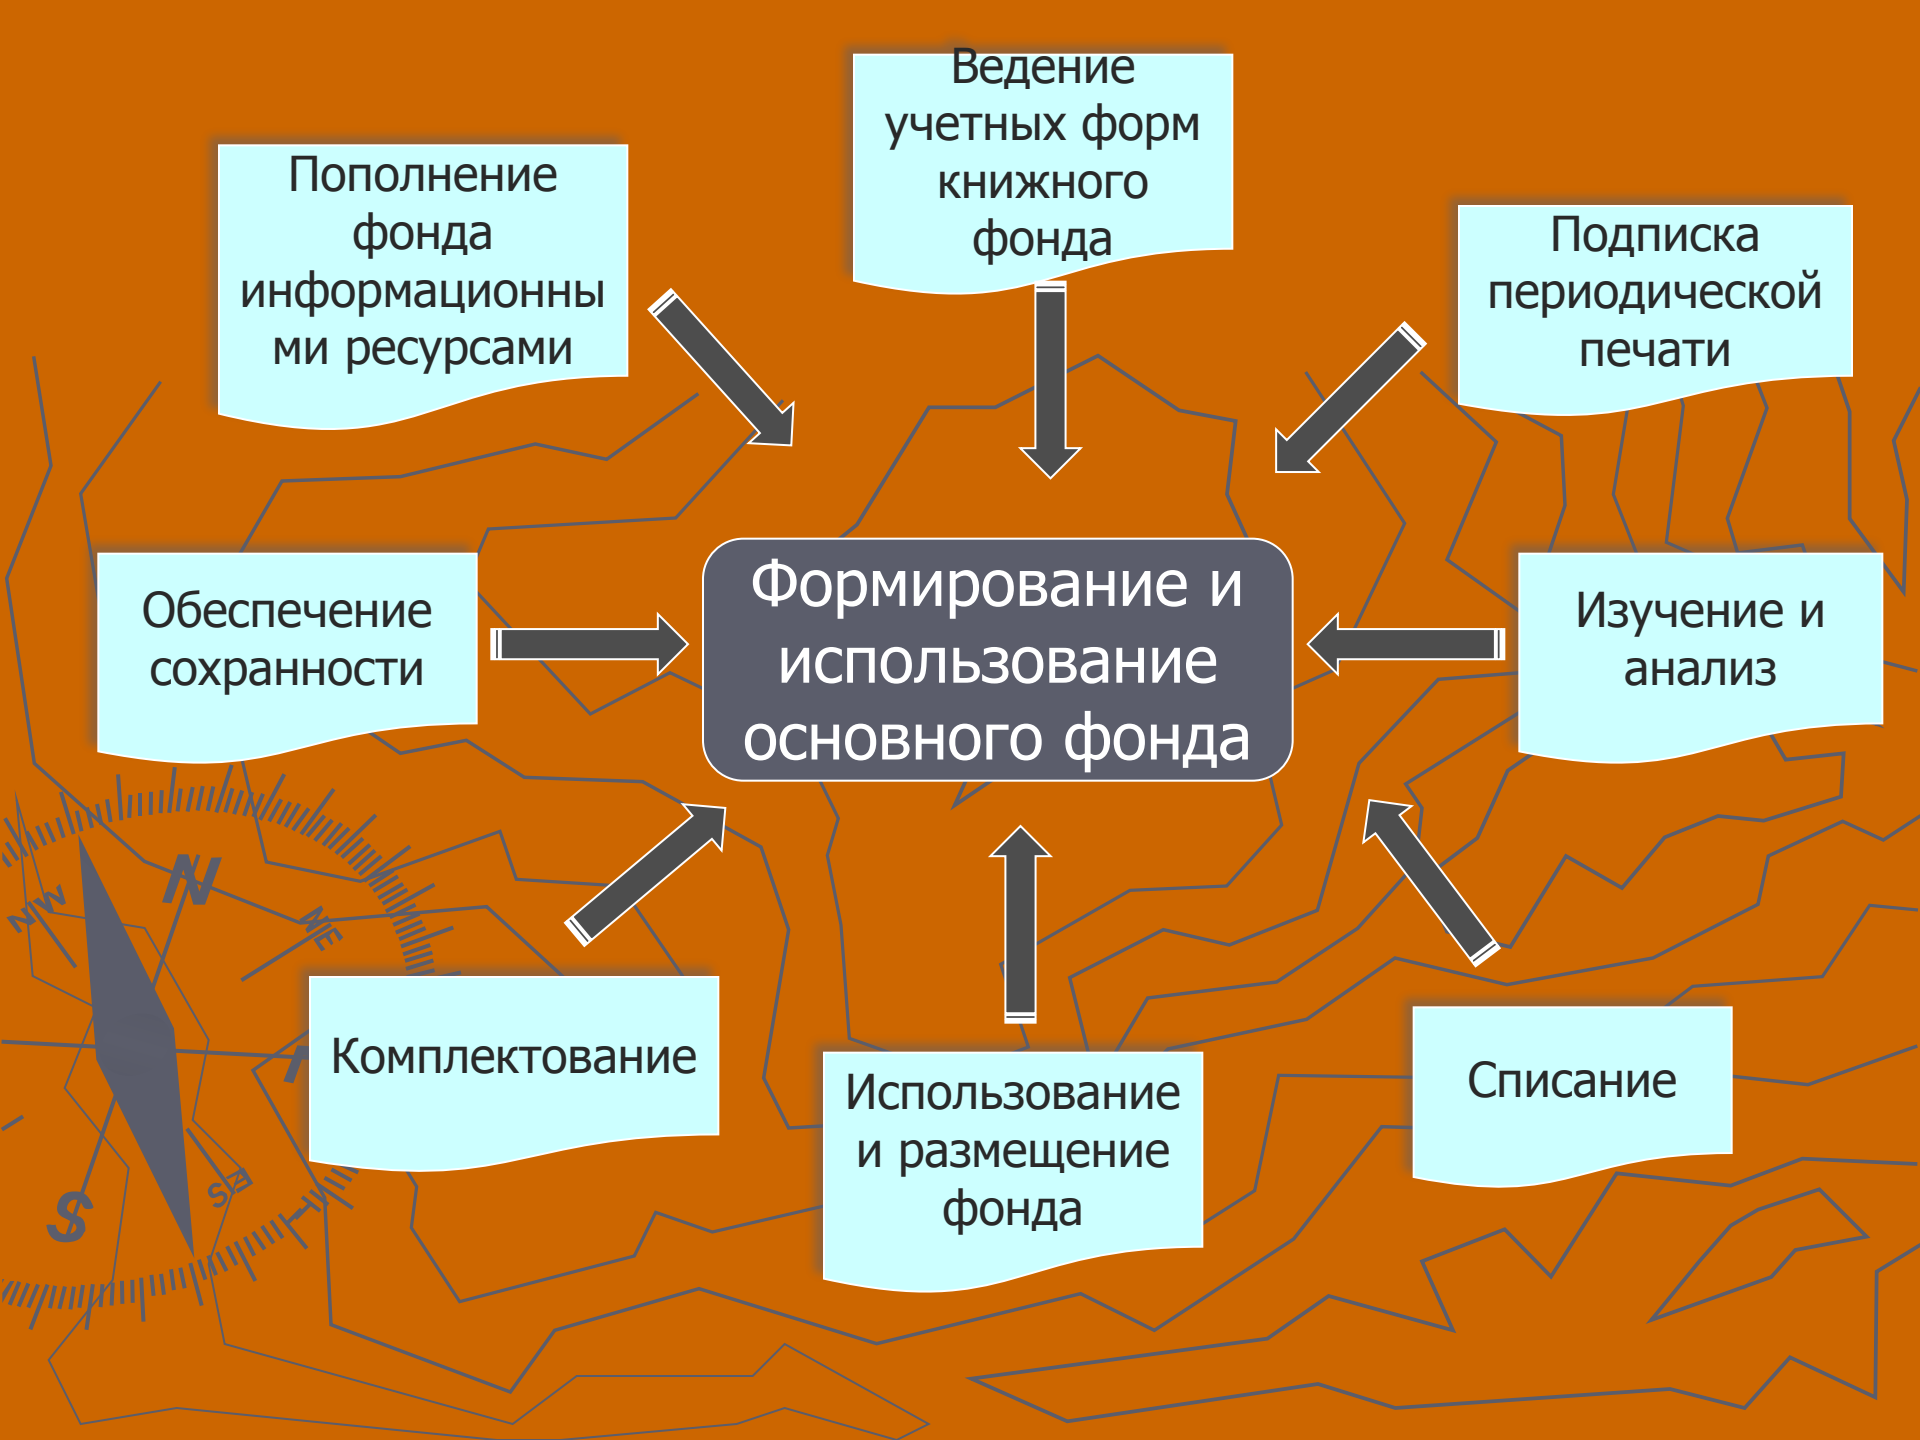 Ведение
учетных форм
книжного
фонда
Пополнение
фонда
информационны
ми ресурсами
Подписка
периодической
печати
Обеспечение
сохранности
Формирование и
использование
основного фонда
Изучение и
анализ
Комплектование
Использование
и размещение
фонда
Списание
NW
N
NE
S
SE